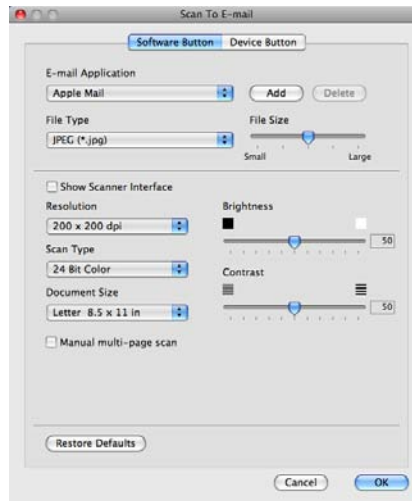 Scan To E-mail
Software Button Device Button
E-mail Application
Apple Mail Add Delete
File Type File Size
JPEG (*.jpg)
Small Large
Show Scanner Interface
Resolution Brightness
200 x 200 dpi
50
Scan Type
24 Bit Color Contrast
Document Size
Letter 8.5 x 11 in 50
Manual multi-page scan
Restore Defaults
Cancel OK